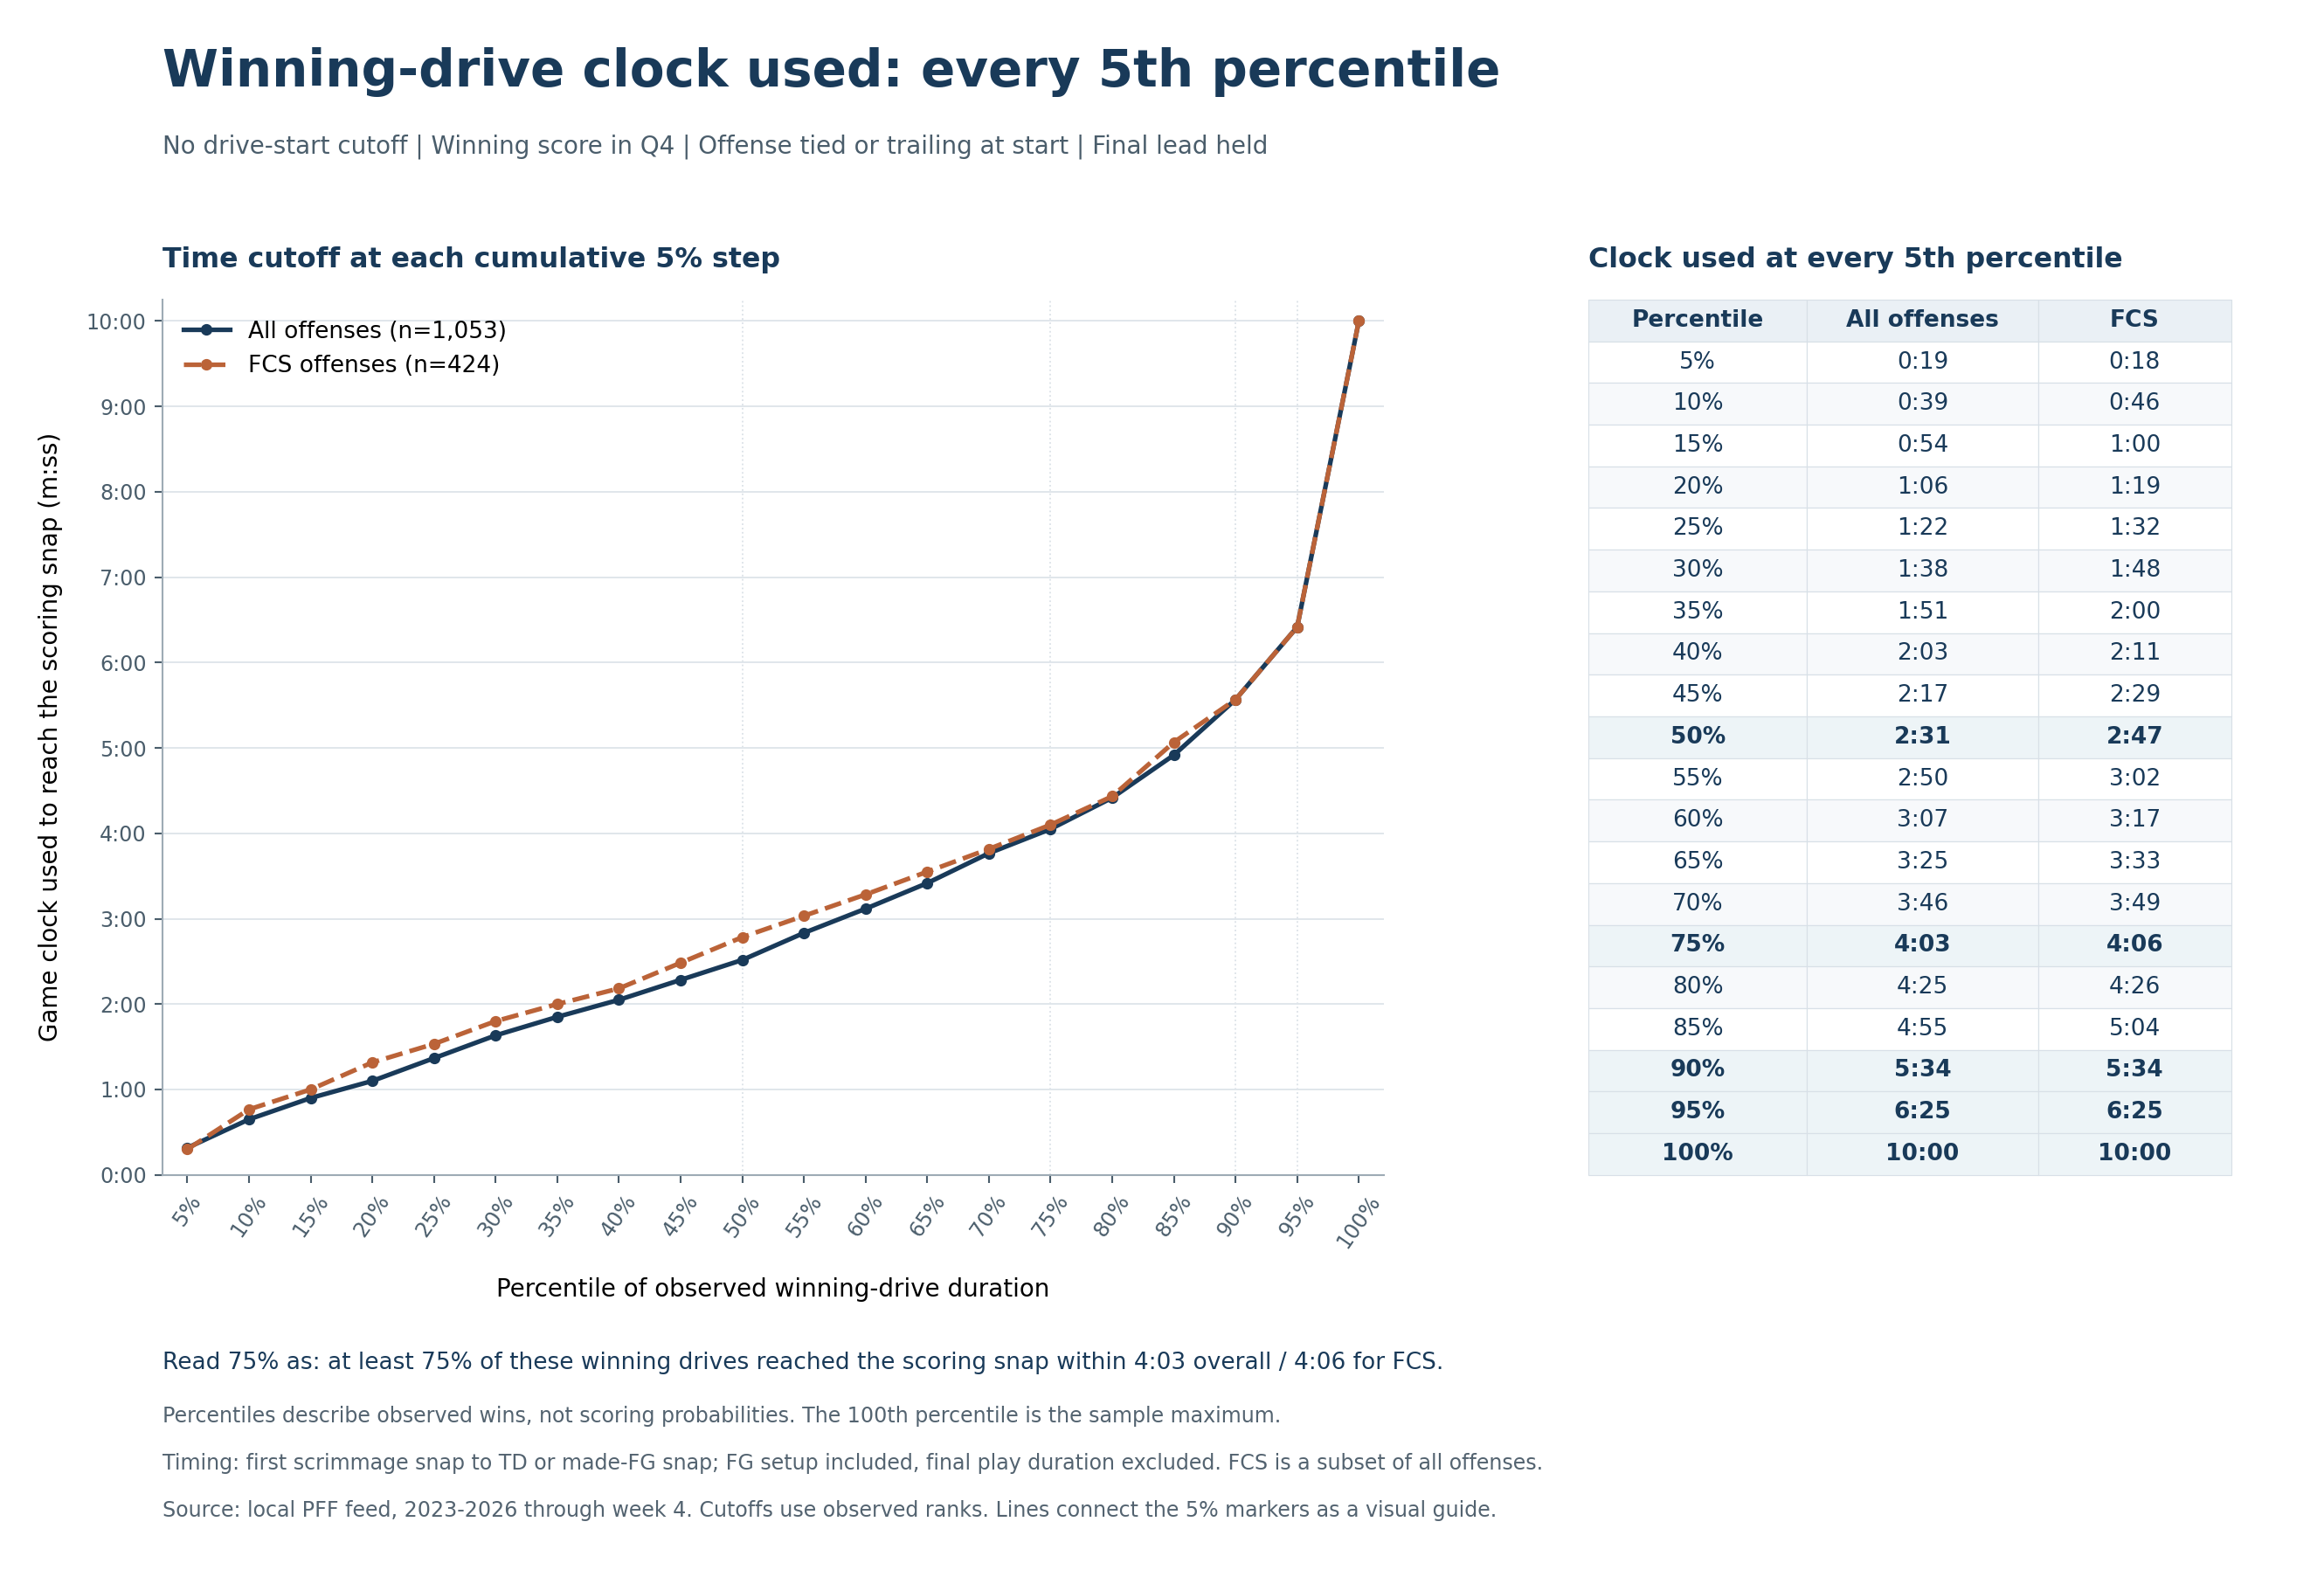 Winning-drive clock used: every 5th percentile
No drive-start cutoff | Winning score in Q4 | Offense tied or trailing at start | Final lead held
Time cutoff at each cumulative 5% step
Game clock used to reach the scoring snap (m:ss)
10:00
9:00
8:00
7:00
6:00
5:00
4:00
3:00
2:00
1:00
0:00
All offenses (n=1,053)
FCS offenses (n=424)
5% 10% 15% 20% 25% 30% 35% 40% 45% 50% 55% 60% 65% 70% 75% 80% 85% 90% 95% 100%
Percentile of observed winning-drive duration
Clock used at every 5th percentile
Percentile All offenses FCS
5% 0:19 0:18
10% 0:39 0:46
15% 0:54 1:00
20% 1:06 1:19
25% 1:22 1:32
30% 1:38 1:48
35% 1:51 2:00
40% 2:03 2:11
45% 2:17 2:29
50% 2:31 2:47
55% 2:50 3:02
60% 3:07 3:17
65% 3:25 3:33
70% 3:46 3:49
75% 4:03 4:06
80% 4:25 4:26
85% 4:55 5:04
90% 5:34 5:34
95% 6:25 6:25
100% 10:00 10:00
Read 75% as: at least 75% of these winning drives reached the scoring snap within 4:03 overall / 4:06 for FCS.
Percentiles describe observed wins, not scoring probabilities. The 100th percentile is the sample maximum.
Timing: first scrimmage snap to TD or made-FG snap; FG setup included, final play duration excluded. FCS is a subset of all offenses.
Source: local PFF feed, 2023-2026 through week 4. Cutoffs use observed ranks. Lines connect the 5% markers as a visual guide.